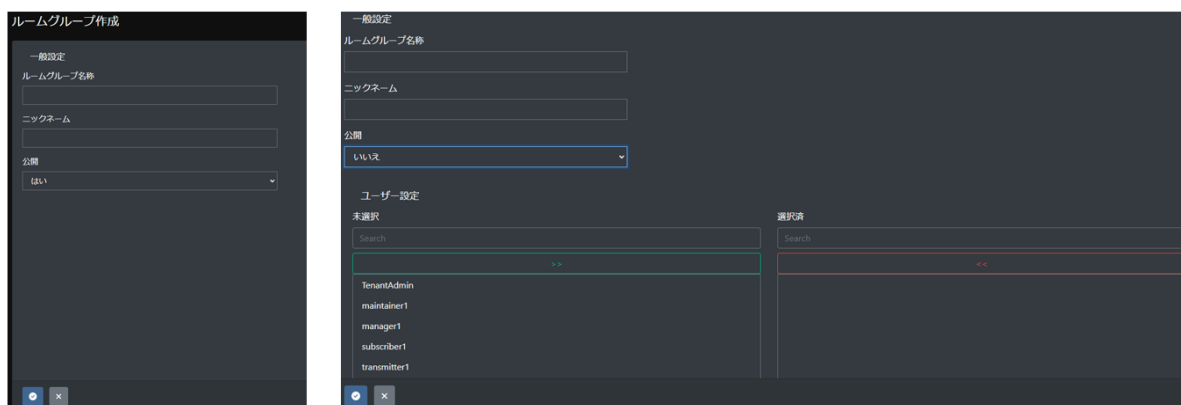 ルームグループ作成
一般設定
ルームグループ名称
ニックネーム
公開
はい
一般設定
ルームグループ名称
ニックネーム
公開
いいえ
ユーザー設定
未選択
Search
>>
TenantAdmin
maintainer1
manager1
subscriber1
transmitter1
選択済
Search
<<